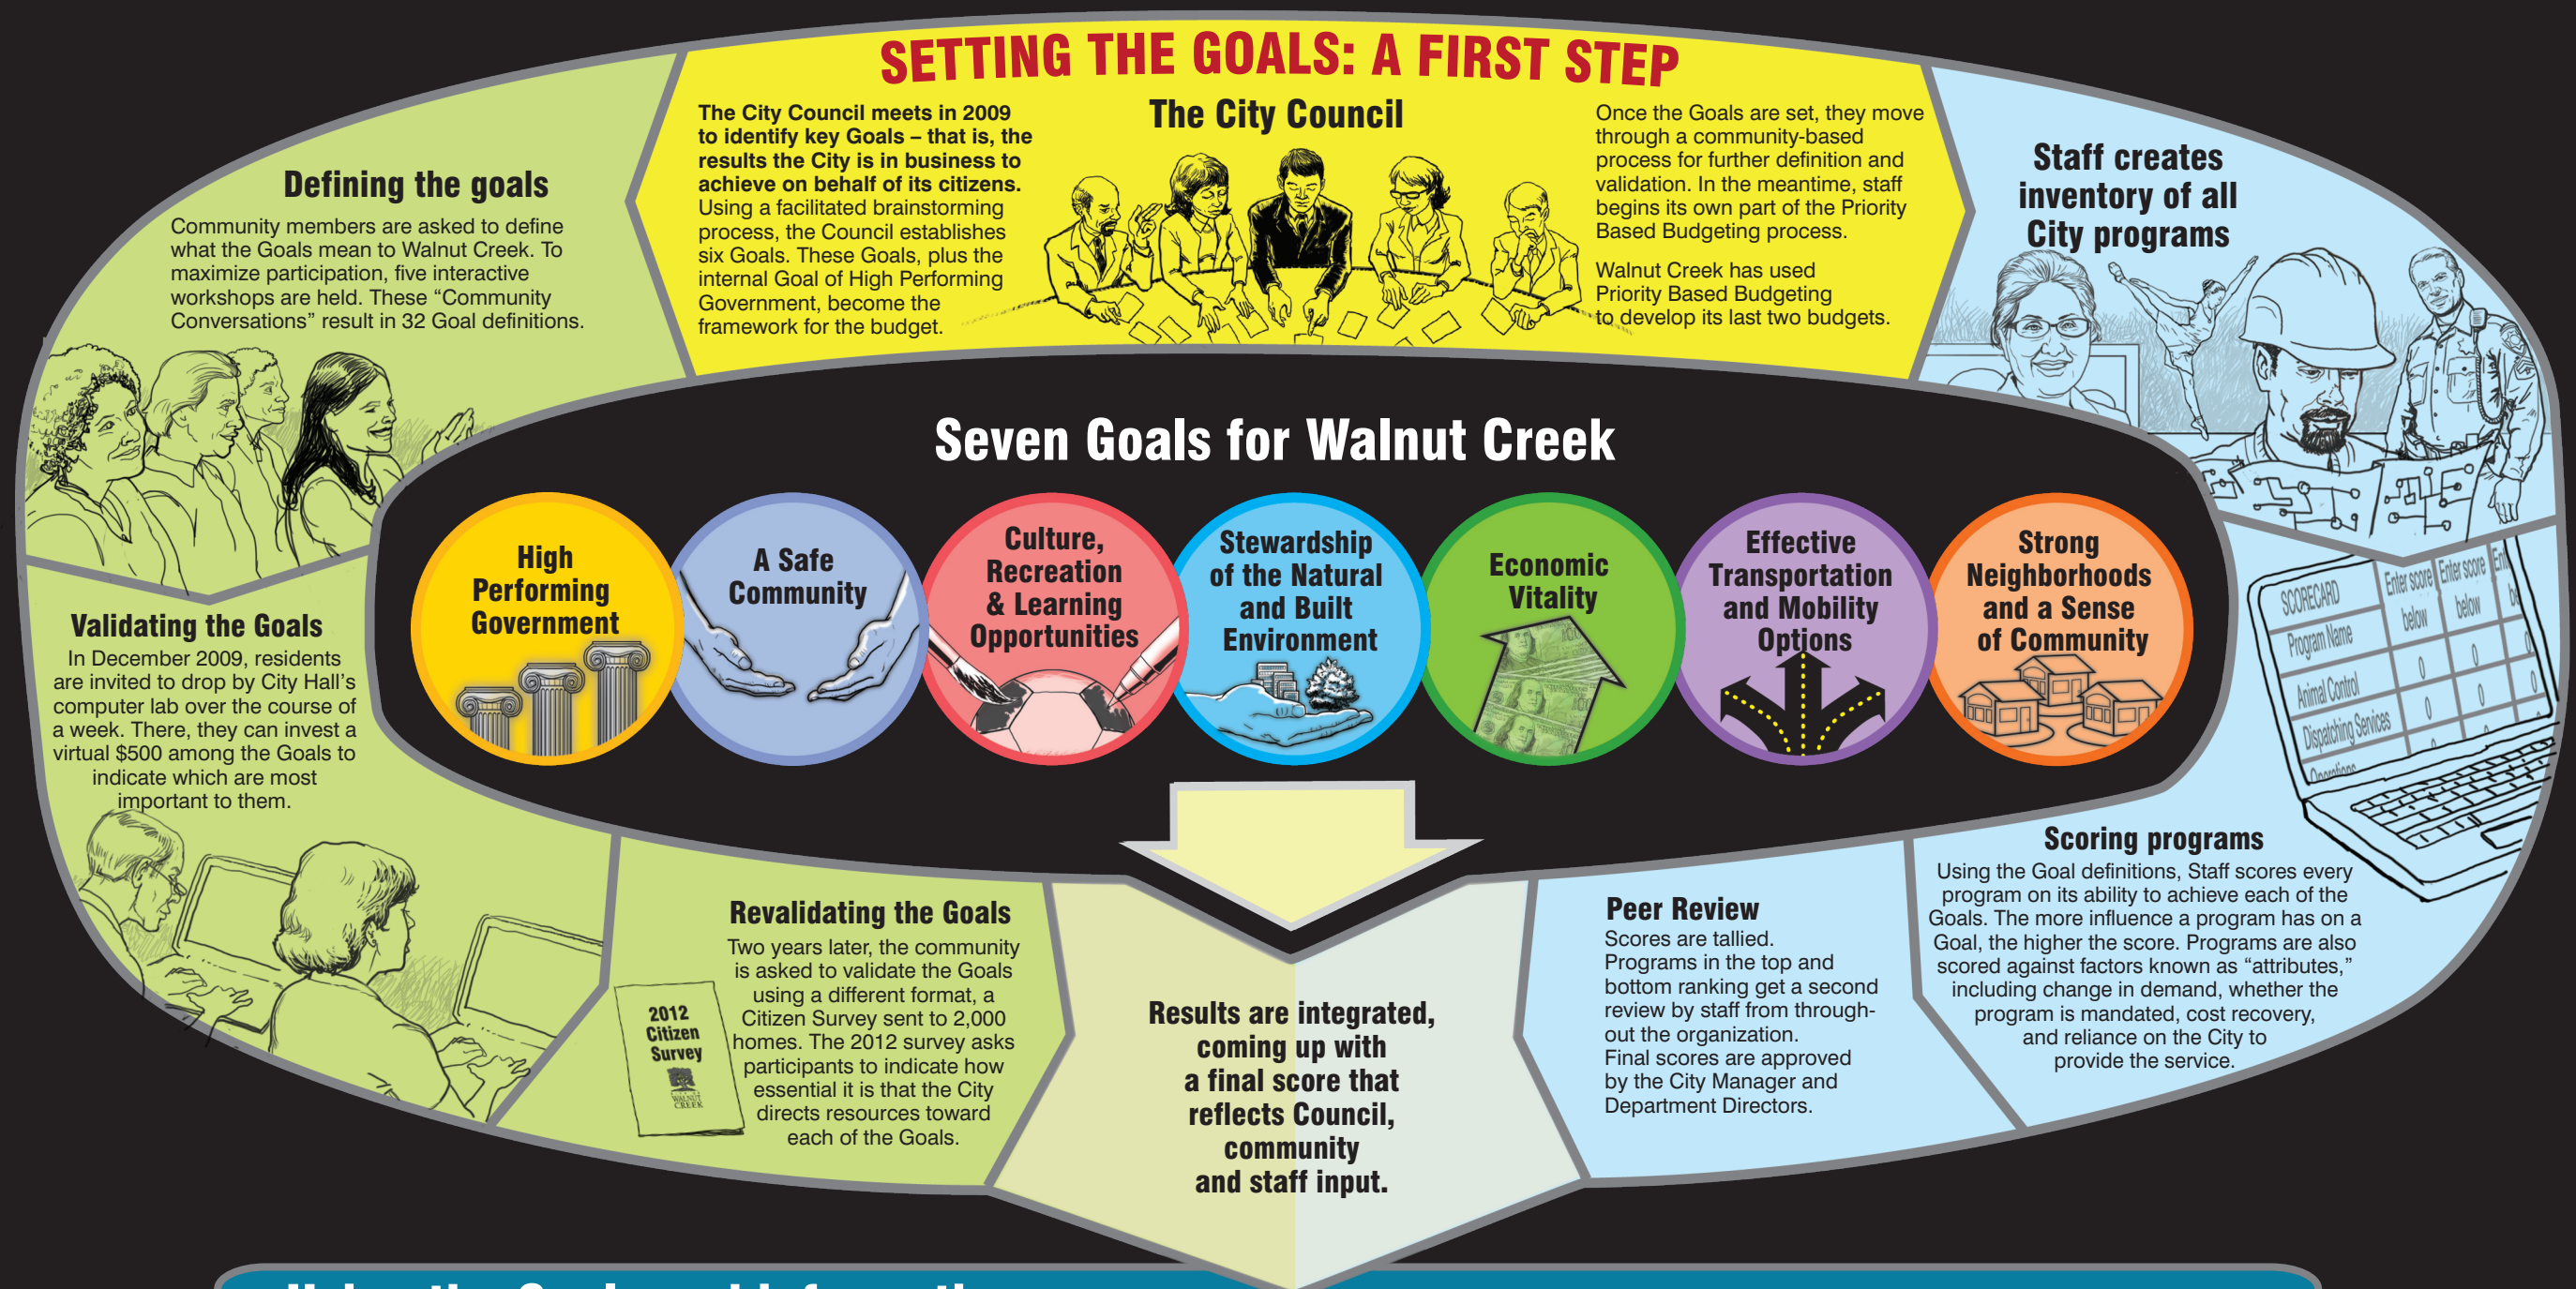 SETTING THE GOALS: A FIRST STEP
The City Council meets in 2009
to identify key Goals – that is, the
results the City is in business to
achieve on behalf of its citizens.
Using a facilitated brainstorming
process, the Council establishes
six Goals. These Goals, plus the
internal Goal of High Performing
Government, become the
framework for the budget.
The City Council
Once the Goals are set, they move
through a community-based
process for further definition and
validation. In the meantime, staff
begins its own part of the Priority
Based Budgeting process.
Walnut Creek has used
Priority Based Budgeting
to develop its last two budgets.
Defining the goals
Community members are asked to define
what the Goals mean to Walnut Creek. To
maximize participation, five interactive
workshops are held. These “Community
Conversations” result in 32 Goal definitions.
Staff creates
inventory of all
City programs
Seven Goals for Walnut Creek
High
Performing
Government
A Safe
Community
Culture,
Recreation
& Learning
Opportunities
Stewardship
of the Natural
and Built
Environment
Economic
Vitality
Effective
Transportation
and Mobility
Options
Strong
Neighborhoods
and a Sense
of Community
Validating the Goals
In December 2009, residents
are invited to drop by City Hall’s
computer lab over the course of
a week. There, they can invest a
virtual $500 among the Goals to
indicate which are most
important to them.
SCORECARD
Program Name
Enter score
below
Enter score
below
Animal Control 0 0 0
Dispatching Services 0 0 0
Operations
Scoring programs
Using the Goal definitions, Staff scores every
program on its ability to achieve each of the
Goals. The more influence a program has on a
Goal, the higher the score. Programs are also
scored against factors known as “attributes,”
including change in demand, whether the
program is mandated, cost recovery,
and reliance on the City to
provide the service.
Revalidating the Goals
Two years later, the community
is asked to validate the Goals
using a different format, a
Citizen Survey sent to 2,000
homes. The 2012 survey asks
participants to indicate how
essential it is that the City
directs resources toward
each of the Goals.
2012
Citizen
Survey
WALNUT
CREEK
Results are integrated,
coming up with
a final score that
reflects Council,
community
and staff input.
Peer Review
Scores are tallied.
Programs in the top and
bottom ranking get a second
review by staff from through-
out the organization.
Final scores are approved
by the City Manager and
Department Directors.